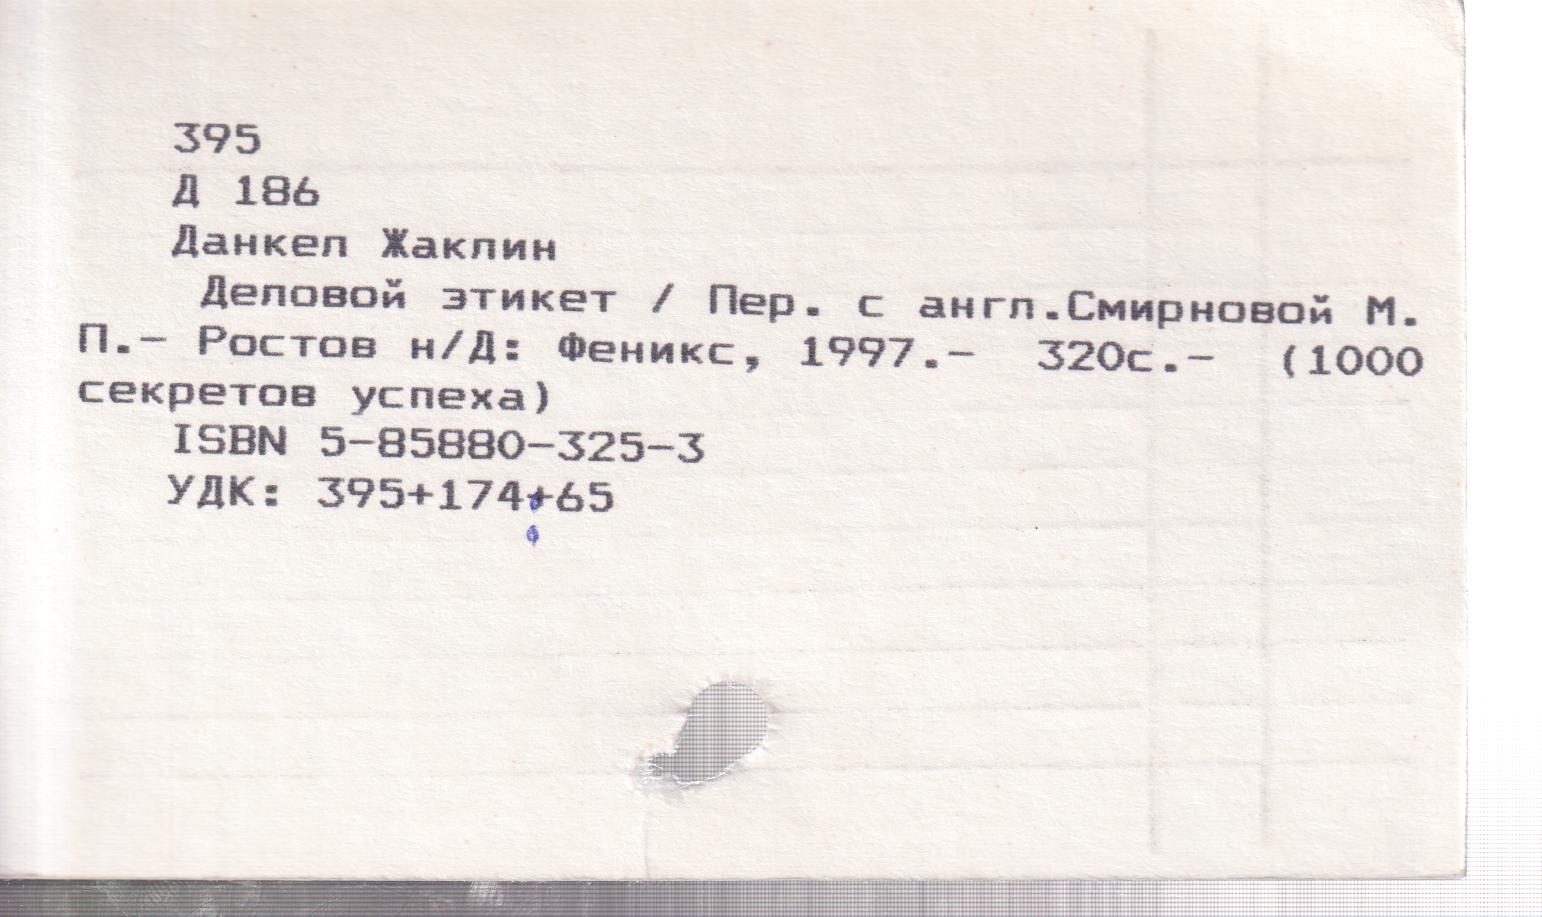 395
Д 186
Данкел Жаклин
Деловой этикет / Пер. с англ.Смирновой М.
П.- Ростов н/Д: Феникс, 1997.- 320с.- (1000
секретов успеха)
ISBN 5-85880-325-3
УДК: 395+174+65